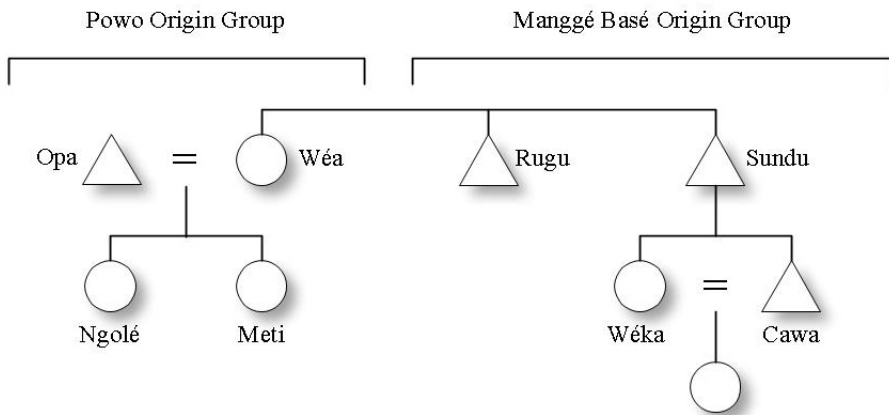 Powo Origin Group
Manggé Basé Origin Group
Opa
=
Wéa
Rugu
Sundu
Ngolé
Meti
Wéka
=
Cawa